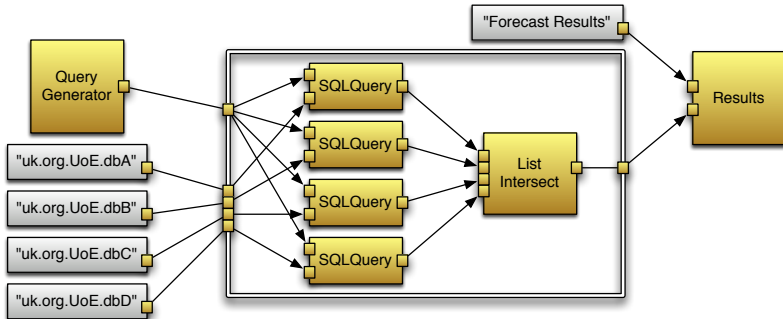 "Forecast Results"
Query
Generator
SQLQuery
Results
SQLQuery
"uk.org.UoE.dbA"
List
Intersect
"uk.org.UoE.dbB"
SQLQuery
"uk.org.UoE.dbC"
SQLQuery
"uk.org.UoE.dbD"